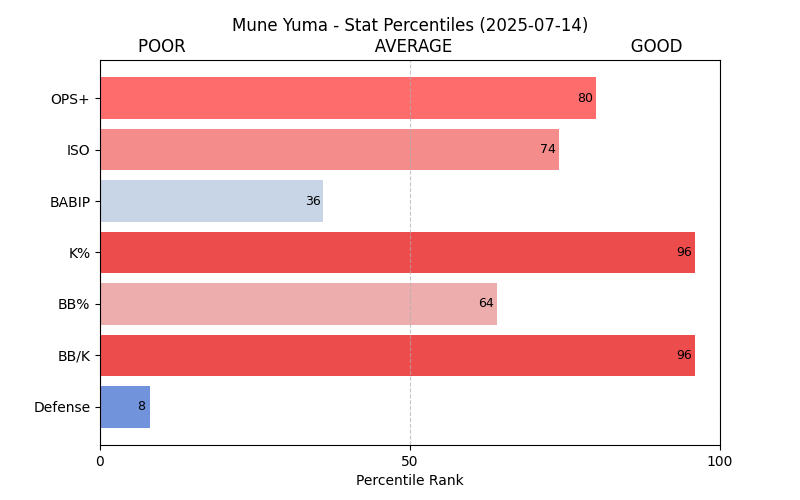 Mune Yuma - Stat Percentiles (2025-07-14)
POOR AVERAGE GOOD
OPS+ 80
ISO 74
BABIP 36
K% 96
BB% 64
BB/K 96
Defense 8
0 50 100
Percentile Rank